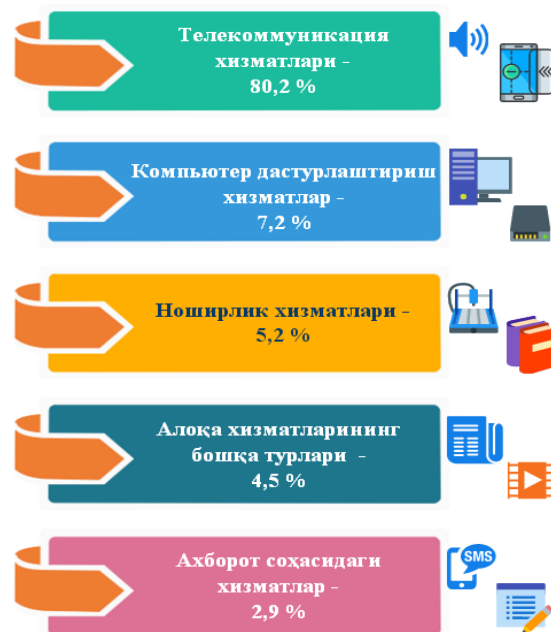 Телекоммуникация
хизматлари -
80,2 %
Компьютер дастурлаштириш
хизматлар -
7,2 %
Ноширлик хизматлари -
5,2 %
Алоқа хизматларининг
бошқа турлари -
4,5 %
SMS
Ахборот соҳасидаги
хизматлар -
2,9 %